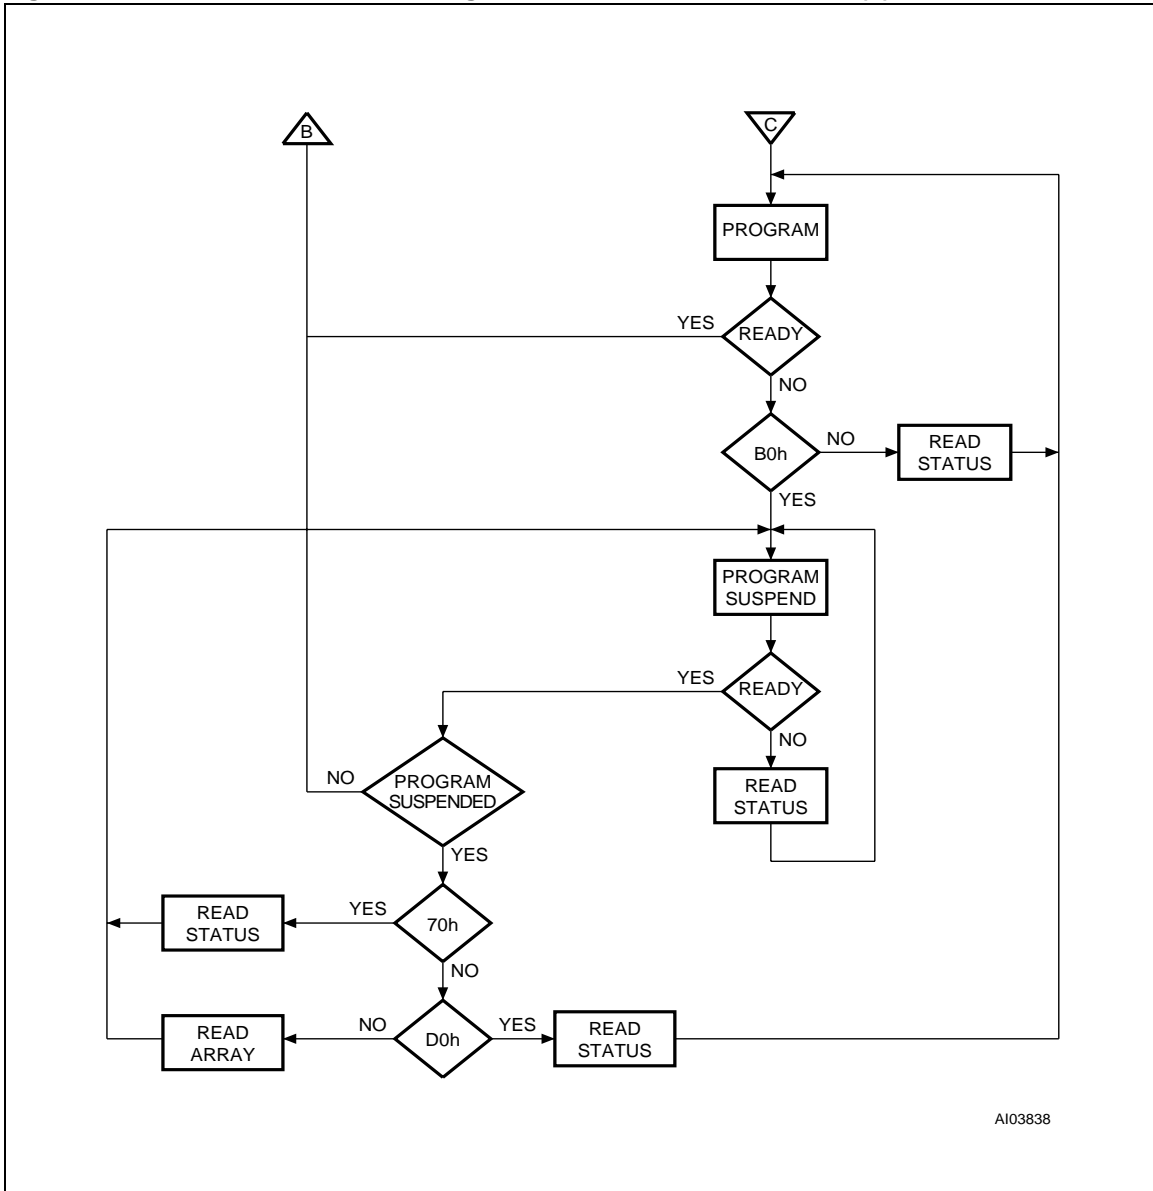 B
C
PROGRAM
YES
READY
NO
B0h
NO
READ
STATUS
YES
PROGRAM
SUSPEND
YES
READY
NO
NO
PROGRAM
SUSPENDED
READ
STATUS
YES
READ
STATUS
YES
70h
NO
READ
ARRAY
NO
D0h
YES
READ
STATUS
AI03838